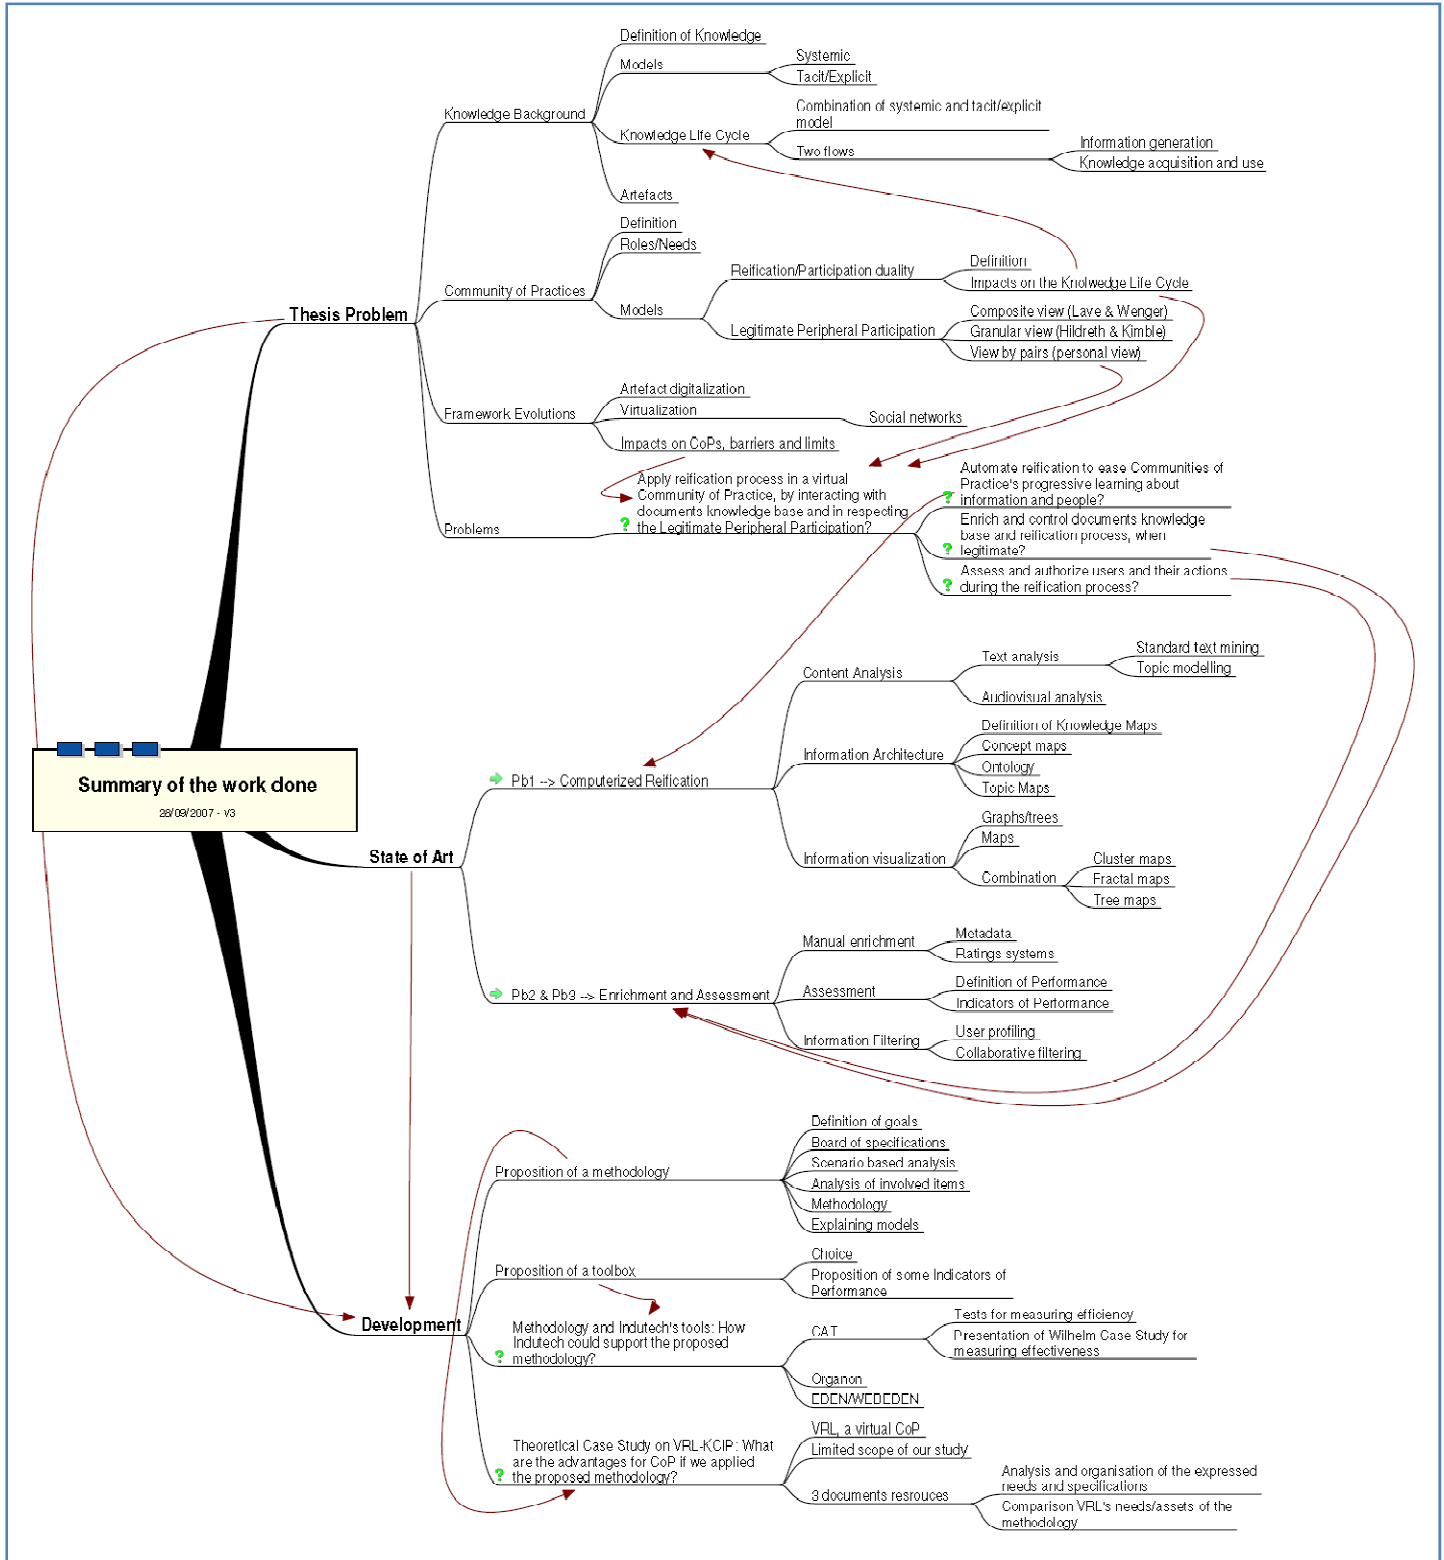 Definition of Knowledge
Models
Systemic
Tacit/Explicit
Knowledge Background
Combination of systemic and tacit/explicit
model
Knowledge Life Cycle
Two flows
Information generation
Knowledge acquisition and use
Artefacts
Definition
Roles/Needs
Reification/Participation duality
Definition
Impacts on the Knolwedge Life Cycle
Community of Practices
Models
Thesis Problem
Composite view (Lave & Wenger)
Legitimate Peripheral Participation
Granular view (Hildreth & Kimble)
View by pairs (personal view)
Artefact digitalization
Framework Evolutions
Virtualization
Social networks
Impacts on CoPs, barriers and limits
Apply reification process in a virtual
Community of Practice, by interacting with
documents knowledge base and in respecting
the Legitimate Peripheral Participation?
Problems
Automate reification to ease Communities of
Practice's progressive learning about
information and people?
Enrich and control documents knowledge
base and reification process, when
legitimate?
Assess and authorize users and their actions
during the reification process?
Summary of the work done
28/09/2007 - v3
State of Art
Pb1 --> Computerized Reification
Content Analysis
Text analysis
Standard text mining
Topic modelling
Audiovisual analysis
Information Architecture
Definition of Knowledge Maps
Concept maps
Ontology
Topic Maps
Information visualization
Graphs/trees
Maps
Combination
Cluster maps
Fractal maps
Tree maps
Pb2 & Pb3 --> Enrichment and Assessment
Manual enrichment
Metadata
Ratings systems
Assessment
Definition of Performance
Indicators of Performance
Information Filtering
User profiling
Collaborative filtering
Development
Proposition of a methodology
Definition of goals
Board of specifications
Scenario based analysis
Analysis of involved items
Methodology
Explaining models
Proposition of a toolbox
Choice
Proposition of some Indicators of
Performance
Methodology and Indutech's tools: How
Indutech could support the proposed
methodology?
CAT
Tests for measuring efficiency
Presentation of Wilhelm Case Study for
measuring effectiveness
Organon
EDEN/WEBEDEN
Theoretical Case Study on VRL-KCIP: What
are the advantages for CoP if we applied
the proposed methodology?
VRL, a virtual CoP
Limited scope of our study
3 documents resrouces
Analysis and organisation of the expressed
needs and specifications
Comparison VRL's needs/assets of the
methodology